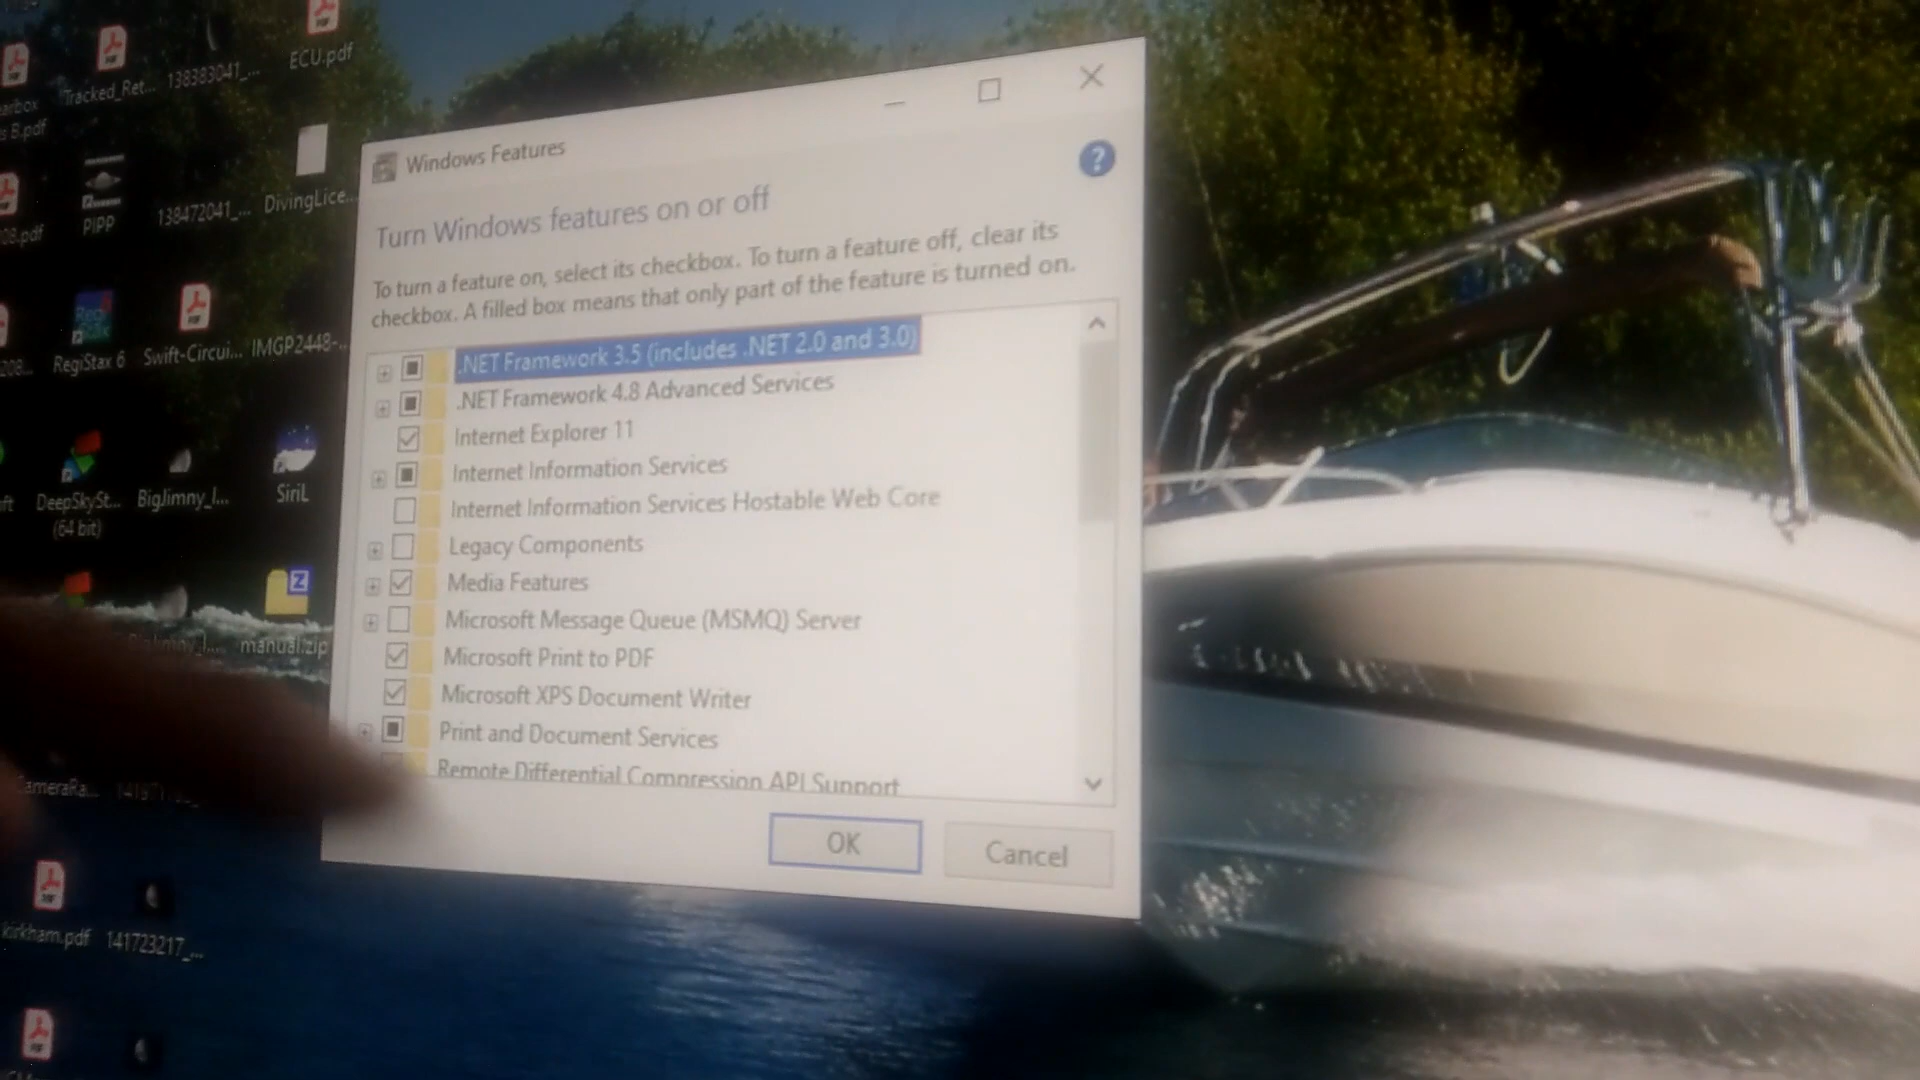 ECU.pdf
Tracked_Ret...
138383041_...
s B.pdf
PIPP
138472041_...
DivingLice...
08.pdf
RegiStax 6
Swift-Circui...
IMGP2448-...
208...
DeepSkySt...
(64 bit)
BigJimny_I...
SiriL
manual.zip
kirkham.pdf
141723217_...
Windows Features
Turn Windows features on or off
To turn a feature on, select its checkbox. To turn a feature off, clear its
checkbox. A filled box means that only part of the feature is turned on.
.NET Framework 3.5 (includes .NET 2.0 and 3.0)
.NET Framework 4.8 Advanced Services
Internet Explorer 11
Internet Information Services
Internet Information Services Hostable Web Core
Legacy Components
Media Features
Microsoft Message Queue (MSMQ) Server
Microsoft Print to PDF
Microsoft XPS Document Writer
Print and Document Services
Remote Differential Compression API Support
OK
Cancel